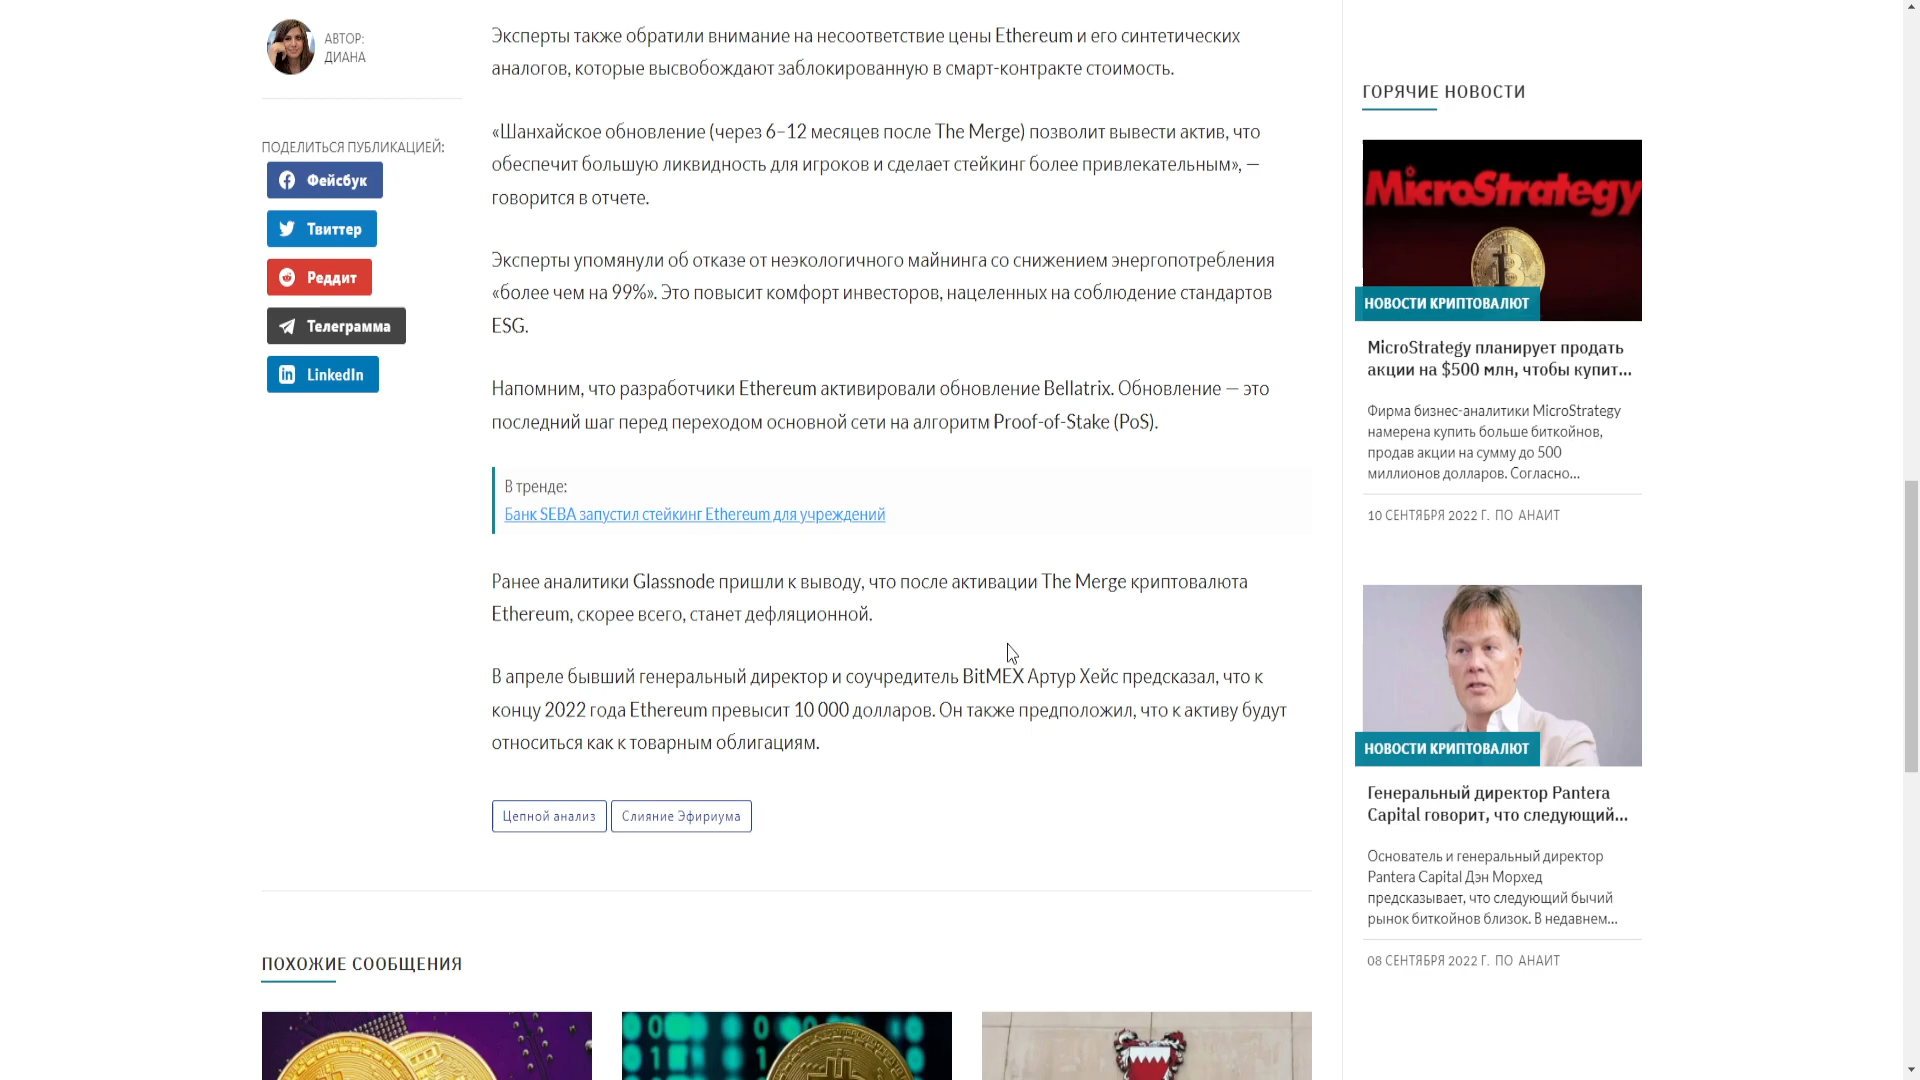 АВТОР:
ДИАНА
ПОДЕЛИТЬСЯ ПУБЛИКАЦИЕЙ:
Фейсбук
Твиттер
Реддит
Телеграмма
LinkedIn
Эксперты также обратили внимание на несоответствие цены Ethereum и его синтетических
аналогов, которые высвобождают заблокированную в смарт-контракте стоимость.
«Шанхайское обновление (через 6–12 месяцев после The Merge) позволит вывести актив, что
обеспечит большую ликвидность для игроков и сделает стейкинг более привлекательным», —
говорится в отчете.
Эксперты упомянули об отказе от неэкологичного майнинга со снижением энергопотребления
«более чем на 99%». Это повысит комфорт инвесторов, нацеленных на соблюдение стандартов
ESG.
Напомним, что разработчики Ethereum активировали обновление Bellatrix. Обновление — это
последний шаг перед переходом основной сети на алгоритм Proof-of-Stake (PoS).
В тренде:
Банк SEBA запустил стейкинг Ethereum для учреждений
Ранее аналитики Glassnode пришли к выводу, что после активации The Merge криптовалюта
Ethereum, скорее всего, станет дефляционной.
В апреле бывший генеральный директор и соучредитель BitMEX Артур Хейс предсказал, что к
концу 2022 года Ethereum превысит 10 000 долларов. Он также предположил, что к активу будут
относиться как к товарным облигациям.
Цепной анализ
Слияние Эфириума
ПОХОЖИЕ СООБЩЕНИЯ
ГОРЯЧИЕ НОВОСТИ
MicroStrategy
НОВОСТИ КРИПТОВАЛЮТ
MicroStrategy планирует продать
акции на $500 млн, чтобы купит...
Фирма бизнес-аналитики MicroStrategy
намерена купить больше биткойнов,
продав акции на сумму до 500
миллионов долларов. Согласно...
10 СЕНТЯБРЯ 2022 Г. ПО АНАИТ
НОВОСТИ КРИПТОВАЛЮТ
Генеральный директор Pantera
Capital говорит, что следующий...
Основатель и генеральный директор
Pantera Capital Дэн Морхед
предсказывает, что следующий бычий
рынок биткойнов близок. В недавнем...
08 СЕНТЯБРЯ 2022 Г. ПО АНАИТ